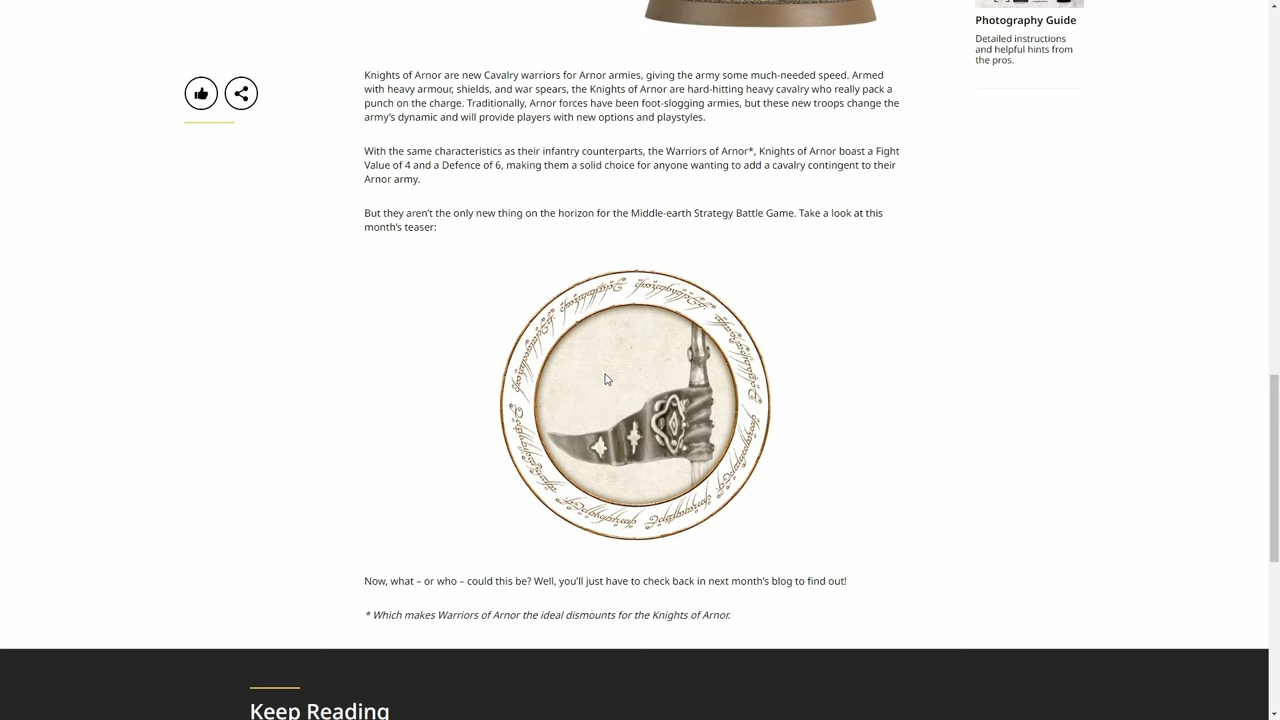 Photography Guide
Detailed instructions
and helpful hints from
the pros.
Knights of Arnor are new Cavalry warriors for Arnor armies, giving the army some much-needed speed. Armed
with heavy armour, shields, and war spears, the Knights of Arnor are hard-hitting heavy cavalry who really pack a
punch on the charge. Traditionally, Arnor forces have been foot-slogging armies, but these new troops change the
army’s dynamic and will provide players with new options and playstyles.
With the same characteristics as their infantry counterparts, the Warriors of Arnor*, Knights of Arnor boast a Fight
Value of 4 and a Defence of 6, making them a solid choice for anyone wanting to add a cavalry contingent to their
Arnor army.
But they aren’t the only new thing on the horizon for the Middle-earth Strategy Battle Game. Take a look at this
month’s teaser:
Now, what – or who – could this be? Well, you’ll just have to check back in next month’s blog to find out!
* Which makes Warriors of Arnor the ideal dismounts for the Knights of Arnor.
Keep Reading